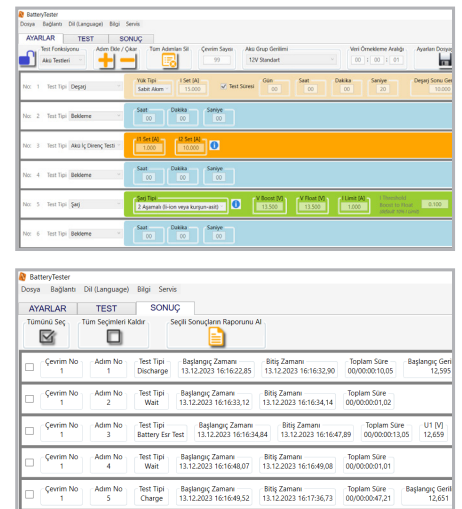 BatteryTester
Dosya Bağlantı Dil (Language) Bilgi Servis
AYARLAR TEST SONUÇ
Test Fonksiyonu Adım Ekle / Çıkar Tüm Adımları Sil Çevrim Sayısı Akü Grup Gerilimi Veri Örnekleme Aralığı Ayarları Dosya
Akü Testleri 99 12V Standart 00 : 00 : 01
Yük Tipi I Set [A] Gün Saat Dakika Saniye Deşarj Sonu Ger
No: 1 Test Tipi Deşarj Sabit Akım 15.000 Test Süresi 00 00 00 20 10.000
Saat Dakika Saniye
No: 2 Test Tipi Bekleme 00 00 00
I1 Set [A] I2 Set [A]
No: 3 Test Tipi Akü İç Direnç Testi 1.000 10.000
Saat Dakika Saniye
No: 4 Test Tipi Bekleme 00 00 00
Şarj Tipi V Boost [V] V Float [V] I Limit [A] I Threshold
No: 5 Test Tipi Şarj 2 Aşamalı (li-ion veya kurşun-asit) 13.500 13.500 1.000 Boost to Float 0.100
Saat Dakika Saniye
No: 6 Test Tipi Bekleme 00 00 00
BatteryTester
Dosya Bağlantı Dil (Language) Bilgi Servis
AYARLAR TEST SONUÇ
Tümünü Seç Tüm Seçimleri Kaldır Seçili Sonuçların Raporunu Al
Çevrim No Adım No Test Tipi Başlangıç Zamanı Bitiş Zamanı Toplam Süre Başlangıç Geri
1 1 Discharge 13.12.2023 16:16:22,85 13.12.2023 16:16:32,90 00/00:00:10,05 12,595
Çevrim No Adım No Test Tipi Başlangıç Zamanı Bitiş Zamanı Toplam Süre
1 2 Wait 13.12.2023 16:16:33,12 13.12.2023 16:16:34,14 00/00:00:01,02
Çevrim No Adım No Test Tipi Başlangıç Zamanı Bitiş Zamanı Toplam Süre U1 [V]
1 3 Battery Esr Test 13.12.2023 16:16:34,84 13.12.2023 16:16:47,89 00/00:00:13,05 12,659
Çevrim No Adım No Test Tipi Başlangıç Zamanı Bitiş Zamanı Toplam Süre
1 4 Wait 13.12.2023 16:16:48,07 13.12.2023 16:16:49,08 00/00:00:01,01
Çevrim No Adım No Test Tipi Başlangıç Zamanı Bitiş Zamanı Toplam Süre Başlangıç Geri
1 5 Charge 13.12.2023 16:16:49,52 13.12.2023 16:17:36,73 00/00:00:47,21 12,651